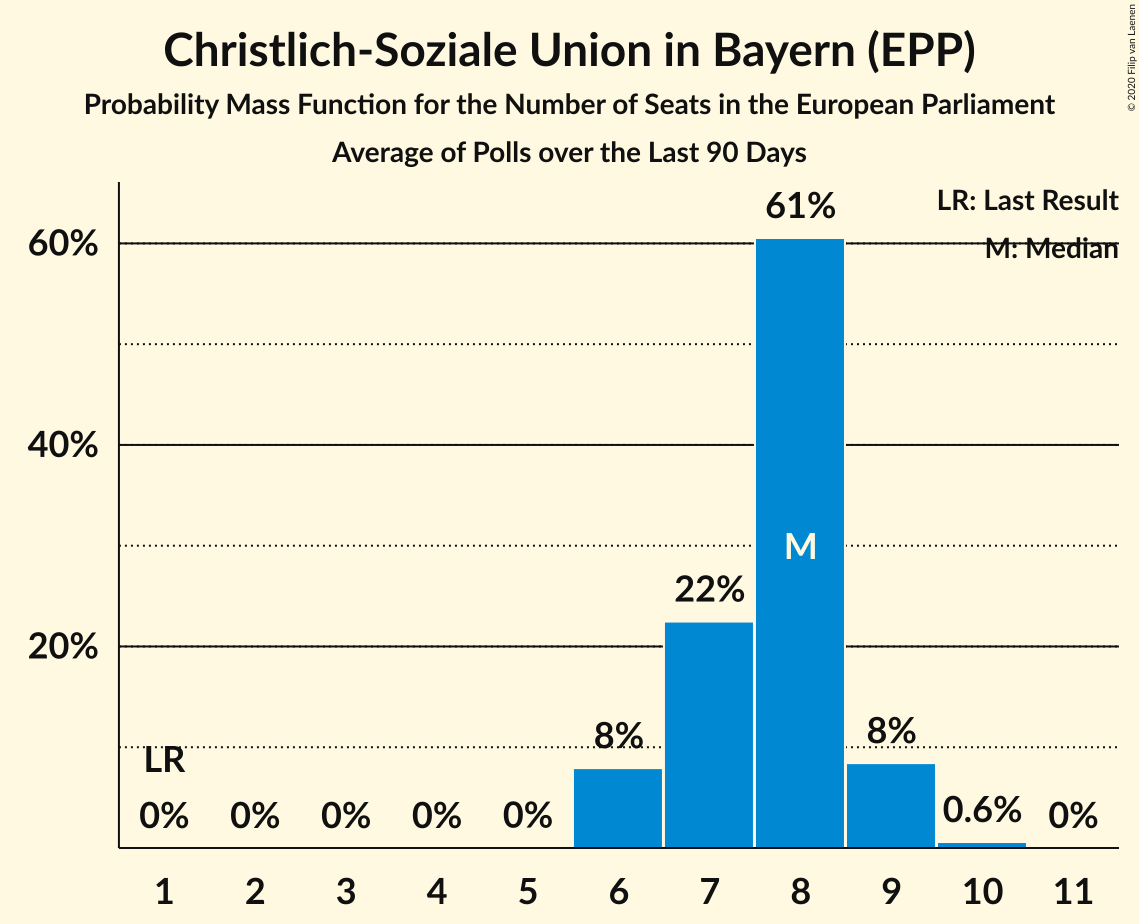 Christlich-Soziale Union in Bayern (EPP)
Probability Mass Function for the Number of Seats in the European Parliament
Average of Polls over the Last 90 Days
© 2020 Filip van Laenen
LR: Last Result
M: Median
61%
60%
40%
M
22%
20%
8%
8%
LR
0%
0%
0%
0%
0%
0.6%
0%
1 2 3 4 5 6 7 8 9 10 11